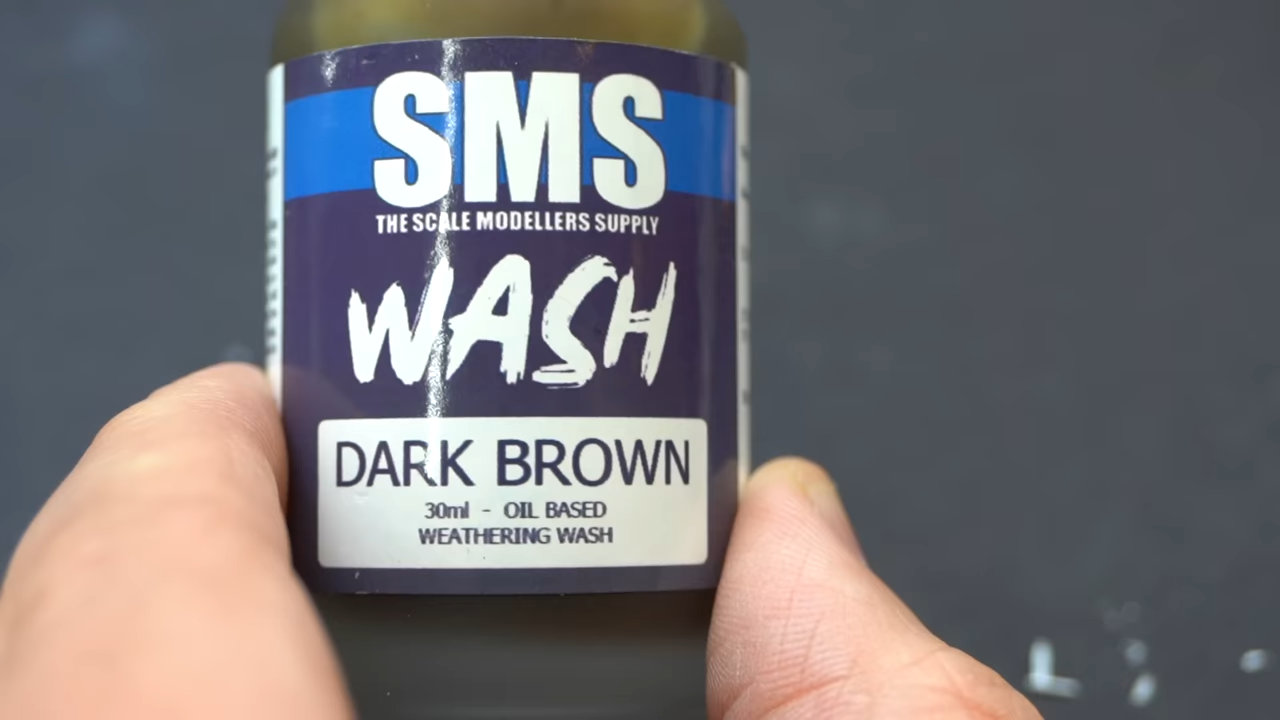 SMS
THE SCALE MODELLERS SUPPLY
WASH
DARK BROWN
30ml - OIL BASED
WEATHERING WASH